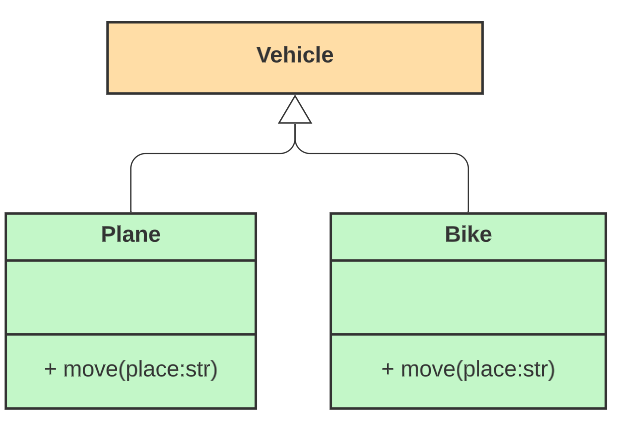 Vehicle
Plane
Bike
+ move(place:str)
+ move(place:str)